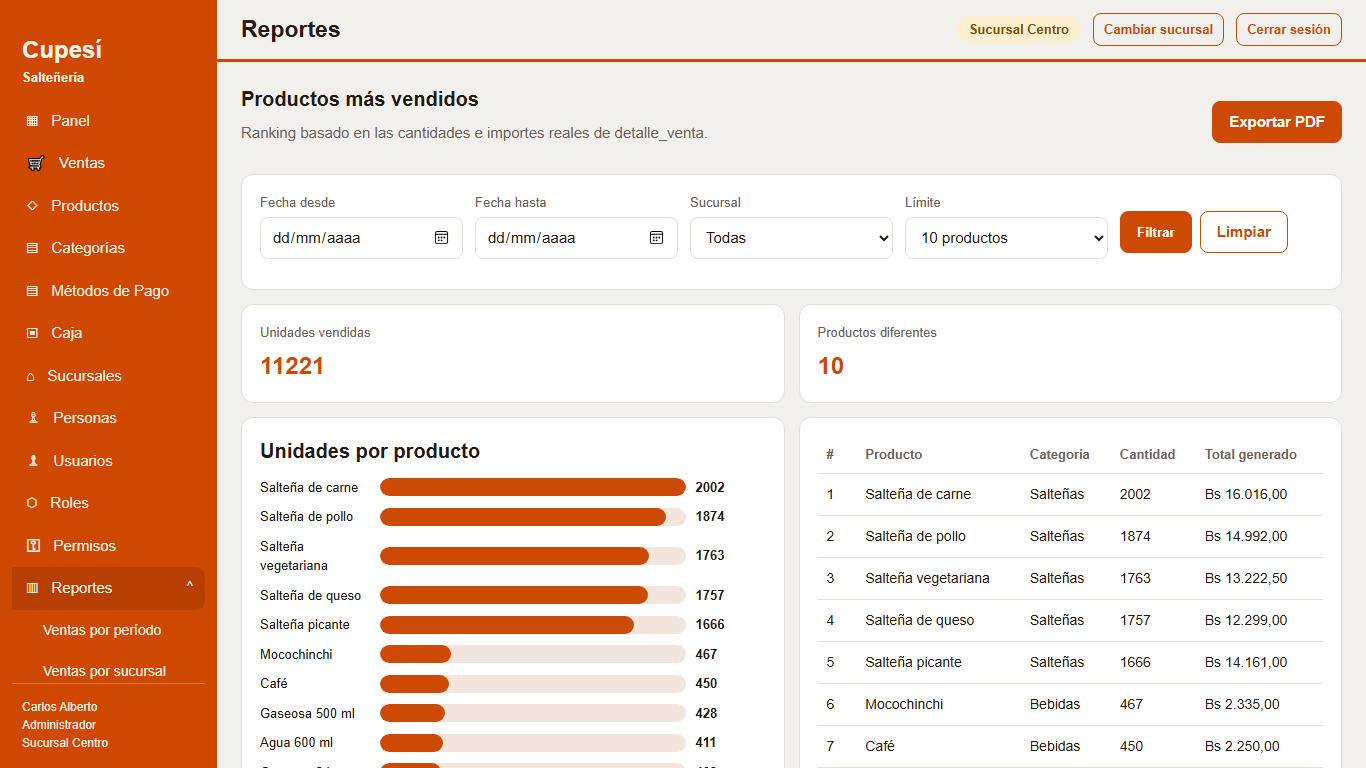 Cupesí
Salteñería
Panel
Ventas
Productos
Categorías
Métodos de Pago
Caja
Sucursales
Personas
Usuarios
Roles
Permisos
Reportes ^
Ventas por período
Ventas por sucursal
Carlos Alberto
Administrador
Sucursal Centro
Reportes
Sucursal Centro
Cambiar sucursal
Cerrar sesión
Productos más vendidos
Ranking basado en las cantidades e importes reales de detalle_venta.
Exportar PDF
Fecha desde
dd/mm/aaaa
Fecha hasta
dd/mm/aaaa
Sucursal
Todas
Límite
10 productos
Filtrar
Limpiar
Unidades vendidas
11221
Productos diferentes
10
Unidades por producto
Salteña de carne 2002
Salteña de pollo 1874
Salteña
vegetariana 1763
Salteña de queso 1757
Salteña picante 1666
Mocochinchi 467
Café 450
Gaseosa 500 ml 428
Agua 600 ml 411
# Producto Categoría Cantidad Total generado
1 Salteña de carne Salteñas 2002 Bs 16.016,00
2 Salteña de pollo Salteñas 1874 Bs 14.992,00
3 Salteña vegetariana Salteñas 1763 Bs 13.222,50
4 Salteña de queso Salteñas 1757 Bs 12.299,00
5 Salteña picante Salteñas 1666 Bs 14.161,00
6 Mocochinchi Bebidas 467 Bs 2.335,00
7 Café Bebidas 450 Bs 2.250,00